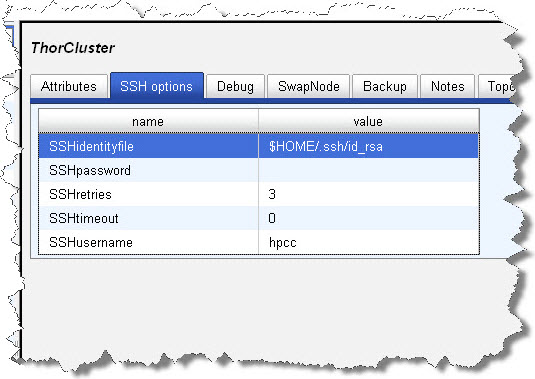 ThorCluster
Attributes SSH options Debug SwapNode Backup Notes
name value
SSHidentityfile $HOME/.ssh/id_rsa
SSHpassword
SSHretries 3
SSHtimeout 0
SSHusername hpcc